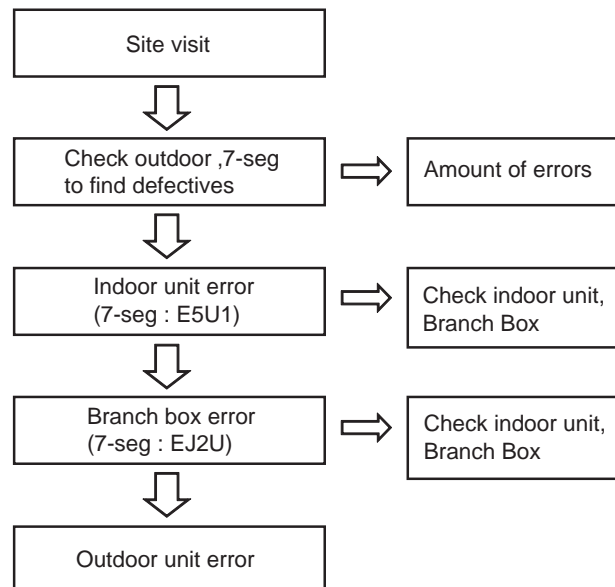 Site visit
Check outdoor ,7-seg
to find defectives
Amount of errors
Indoor unit error
(7-seg : E5U1)
Check indoor unit,
Branch Box
Branch box error
(7-seg : EJ2U)
Check indoor unit,
Branch Box
Outdoor unit error